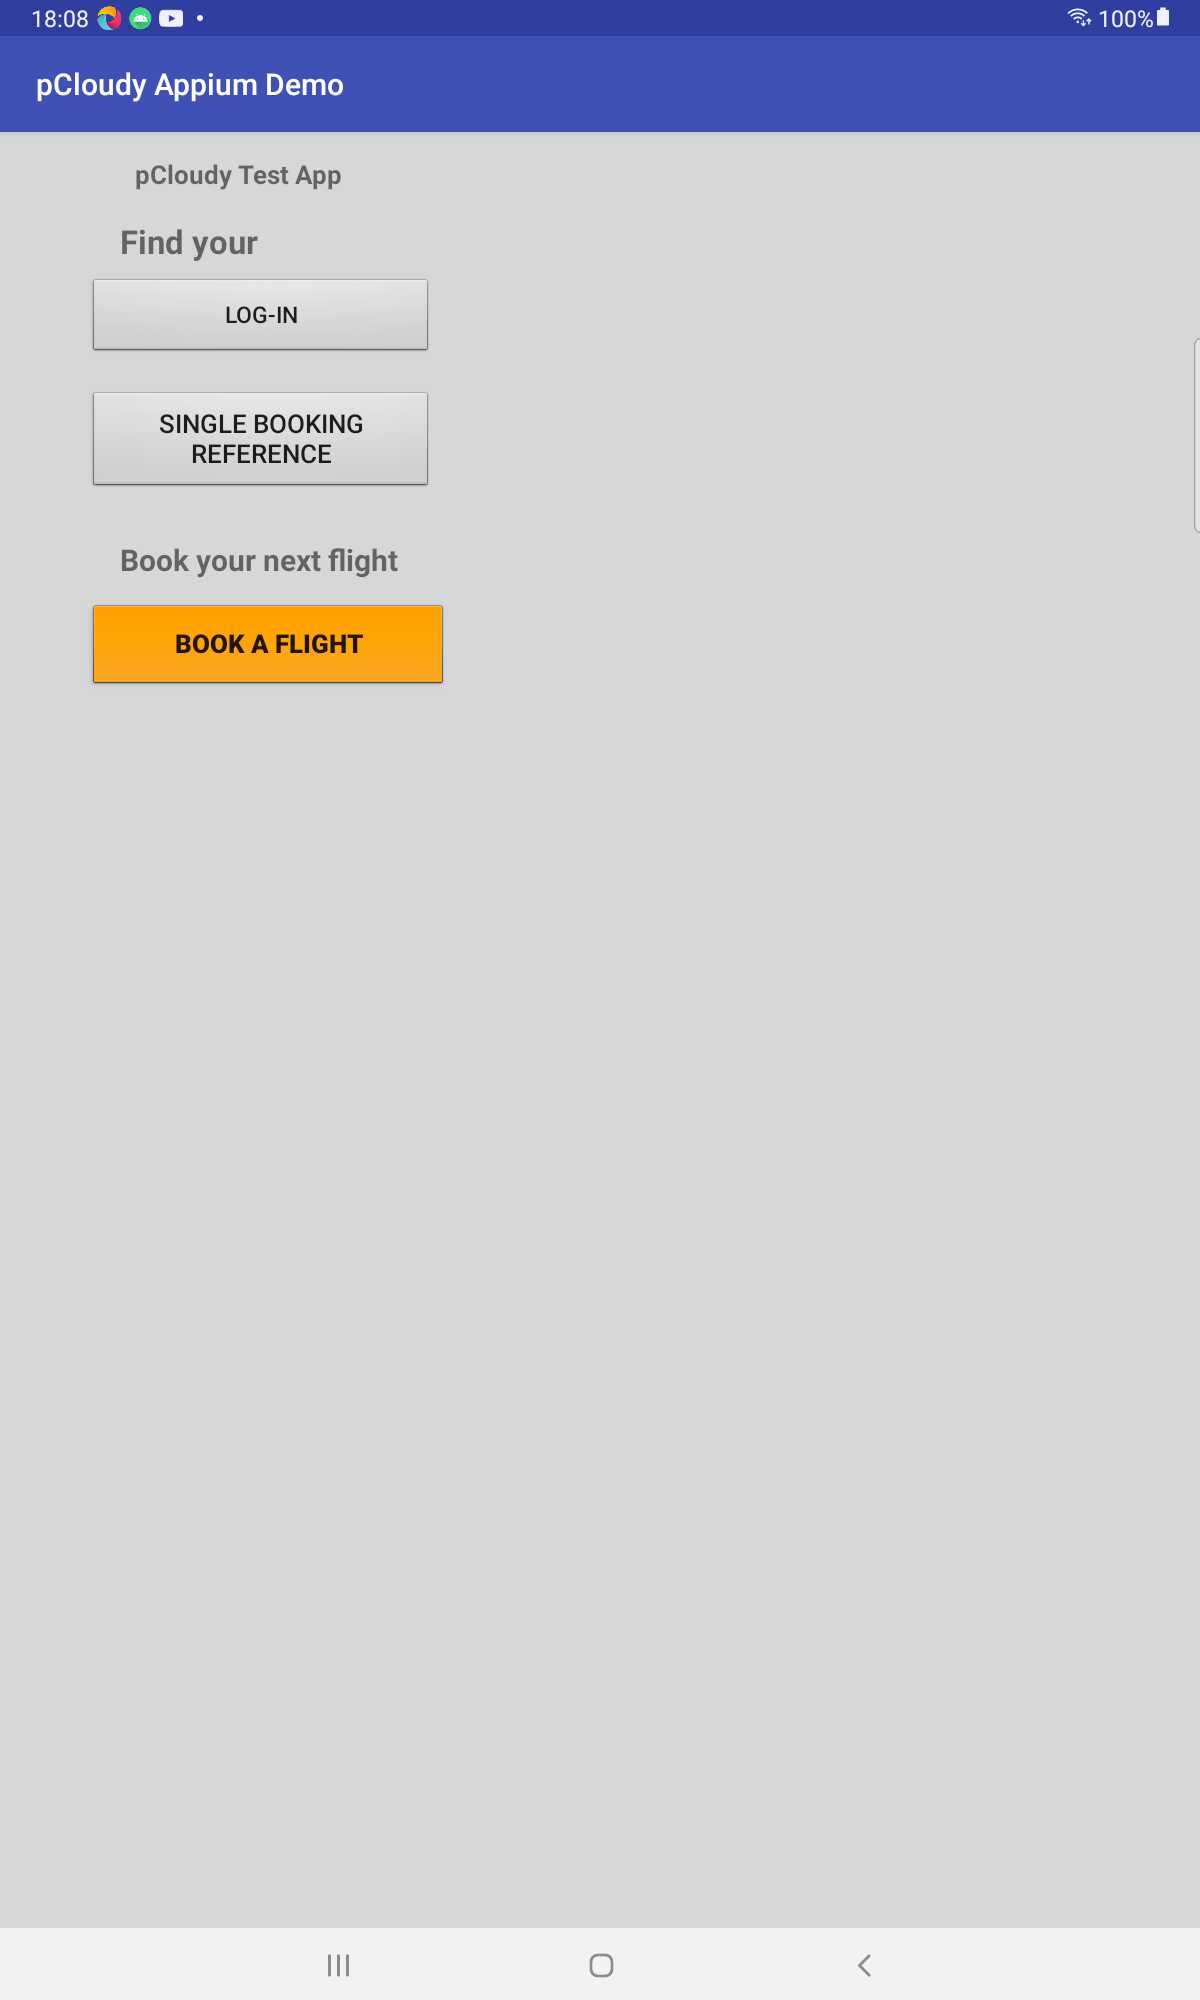 18:08
100%
pCloudy Appium Demo
pCloudy Test App
Find your
LOG-IN
SINGLE BOOKING
REFERENCE
Book your next flight
BOOK A FLIGHT